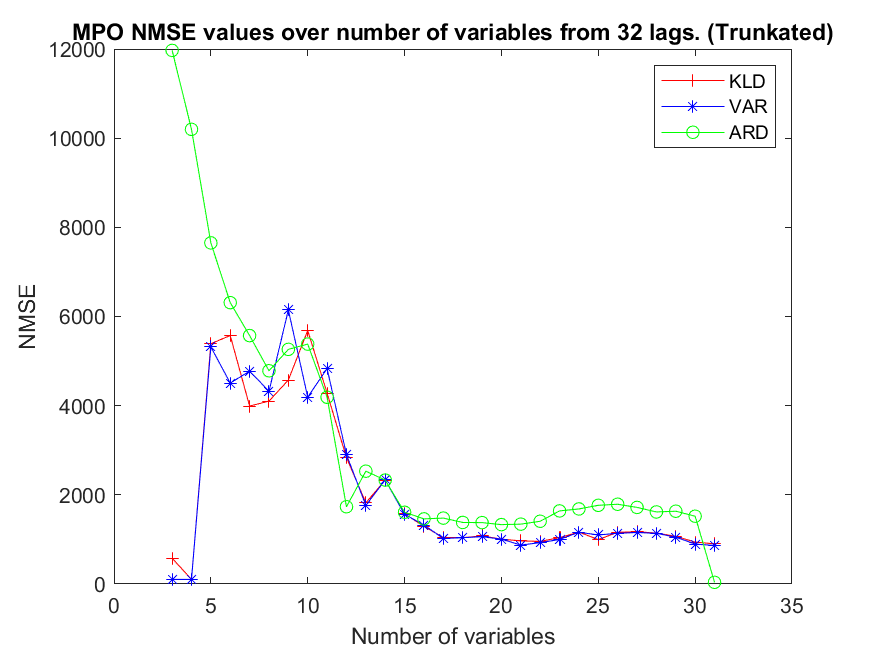 MPO NMSE values over number of variables from 32 lags. (Trunkated)
KLD
VAR
ARD
12000
10000
8000
6000
4000
2000
0
NMSE
0 5 10 15 20 25 30 35
Number of variables